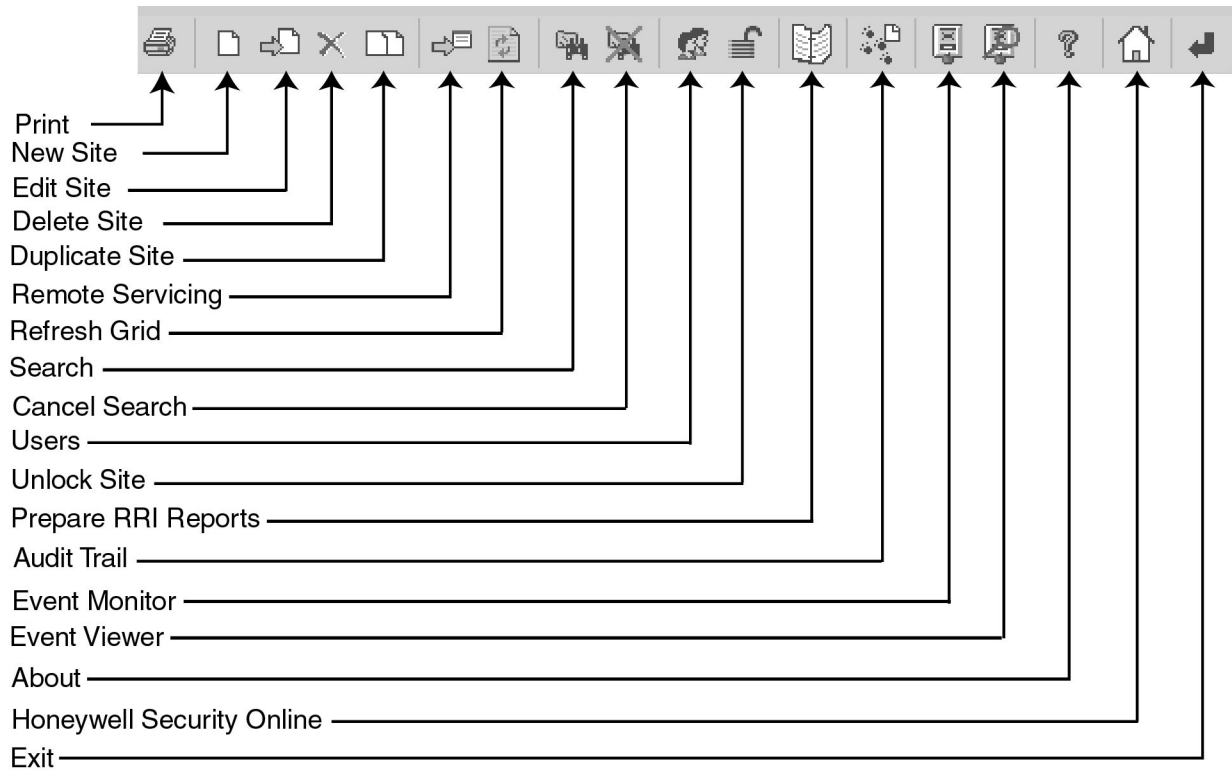 Print
New Site
Edit Site
Delete Site
Duplicate Site
Remote Servicing
Refresh Grid
Search
Cancel Search
Users
Unlock Site
Prepare RRI Reports
Audit Trail
Event Monitor
Event Viewer
About
Honeywell Security Online
Exit